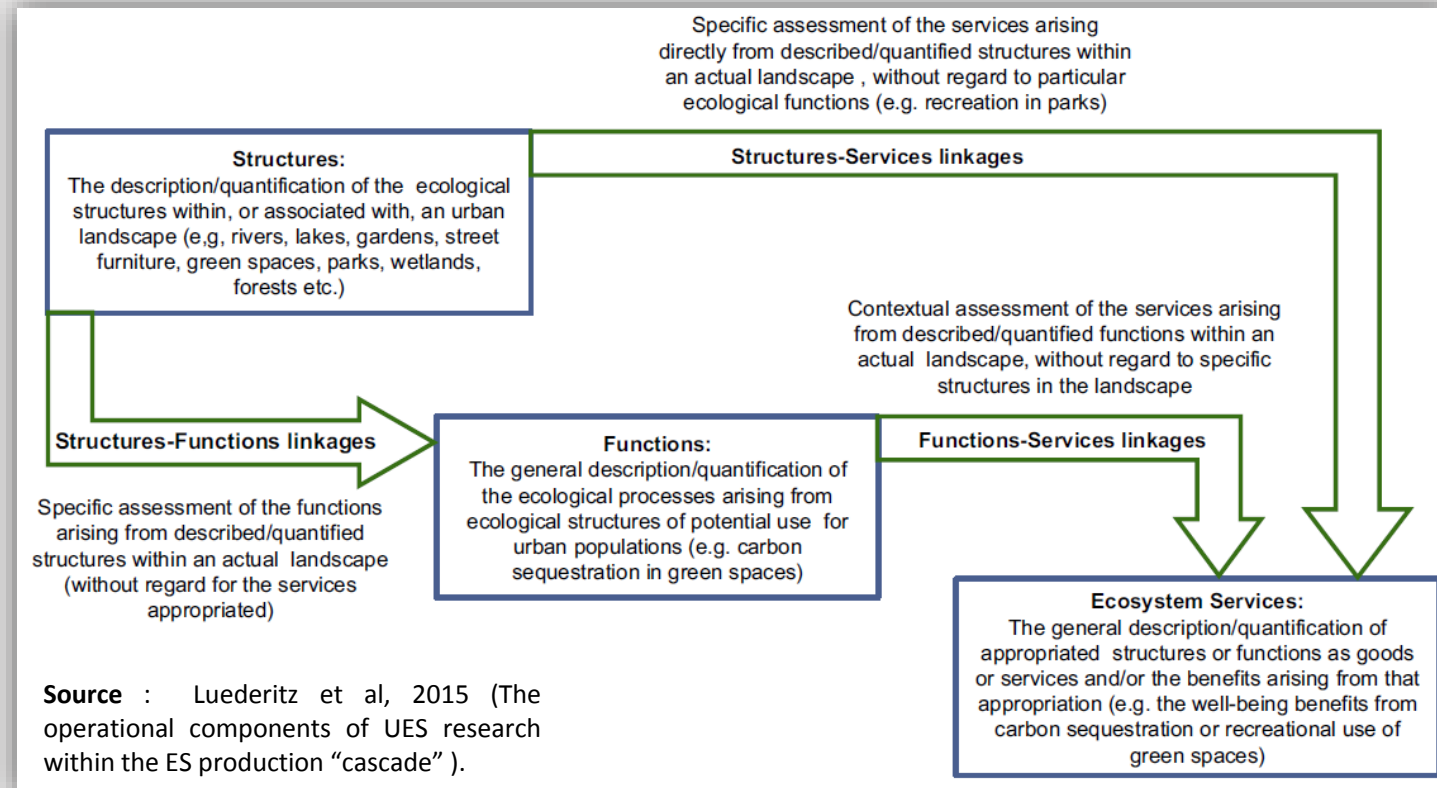 Specific assessment of the services arising
directly from described/quantified structures within
an actual landscape , without regard to particular
ecological functions (e.g. recreation in parks)
Structures:
The description/quantification of the ecological
structures within, or associated with, an urban
landscape (e,g, rivers, lakes, gardens, street
furniture, green spaces, parks, wetlands,
forests etc.)
Structures-Services linkages
Contextual assessment of the services arising
from described/quantified functions within an
actual landscape, without regard to specific
structures in the landscape
Structures-Functions linkages
Specific assessment of the functions
arising from described/quantified
structures within an actual landscape
(without regard for the services
appropriated)
Functions:
The general description/quantification of
the ecological processes arising from
ecological structures of potential use for
urban populations (e.g. carbon
sequestration in green spaces)
Functions-Services linkages
Ecosystem Services:
The general description/quantification of
appropriated structures or functions as goods
or services and/or the benefits arising from that
appropriation (e.g. the well-being benefits from
carbon sequestration or recreational use of
green spaces)
Source : Luederitz et al, 2015 (The
operational components of UES research
within the ES production “cascade” ).